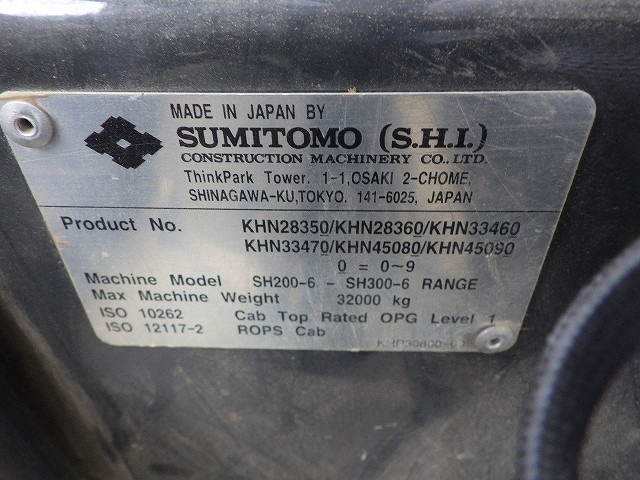 MADE IN JAPAN BY
SUMITOMO (S.H.I.)
CONSTRUCTION MACHINERY CO., LTD.
ThinkPark Tower. 1-1,OSAKI 2-CHOME,
SHINAGAWA-KU,TOKYO. 141-6025, JAPAN
Product No. KHN28350/KHN28360/KHN33460
KHN33470/KHN45080/KHN45090
0 = 0~9
Machine Model SH200-6 - SH300-6 RANGE
Max Machine Weight 32000 kg
ISO 10262 Cab Top Rated OPG Level 1
ISO 12117-2 ROPS Cab